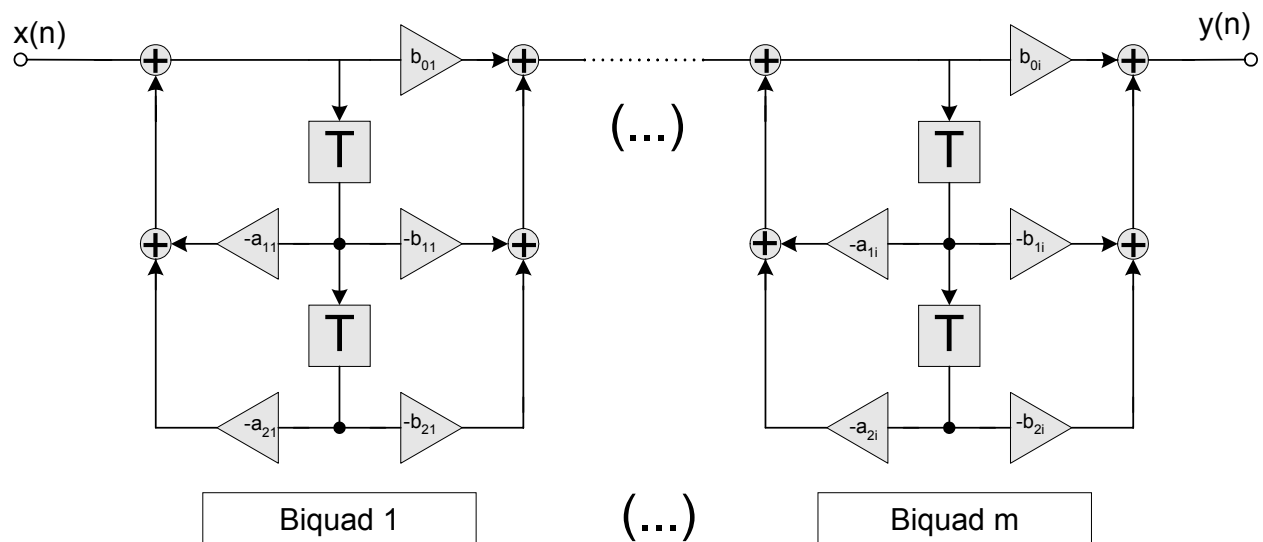 x(n)
y(n)
b01
b0i
(...)
T
T
-a11
-b11
-a1i
-b1i
T
T
-a21
-b21
-a2i
-b2i
Biquad 1
(...)
Biquad m